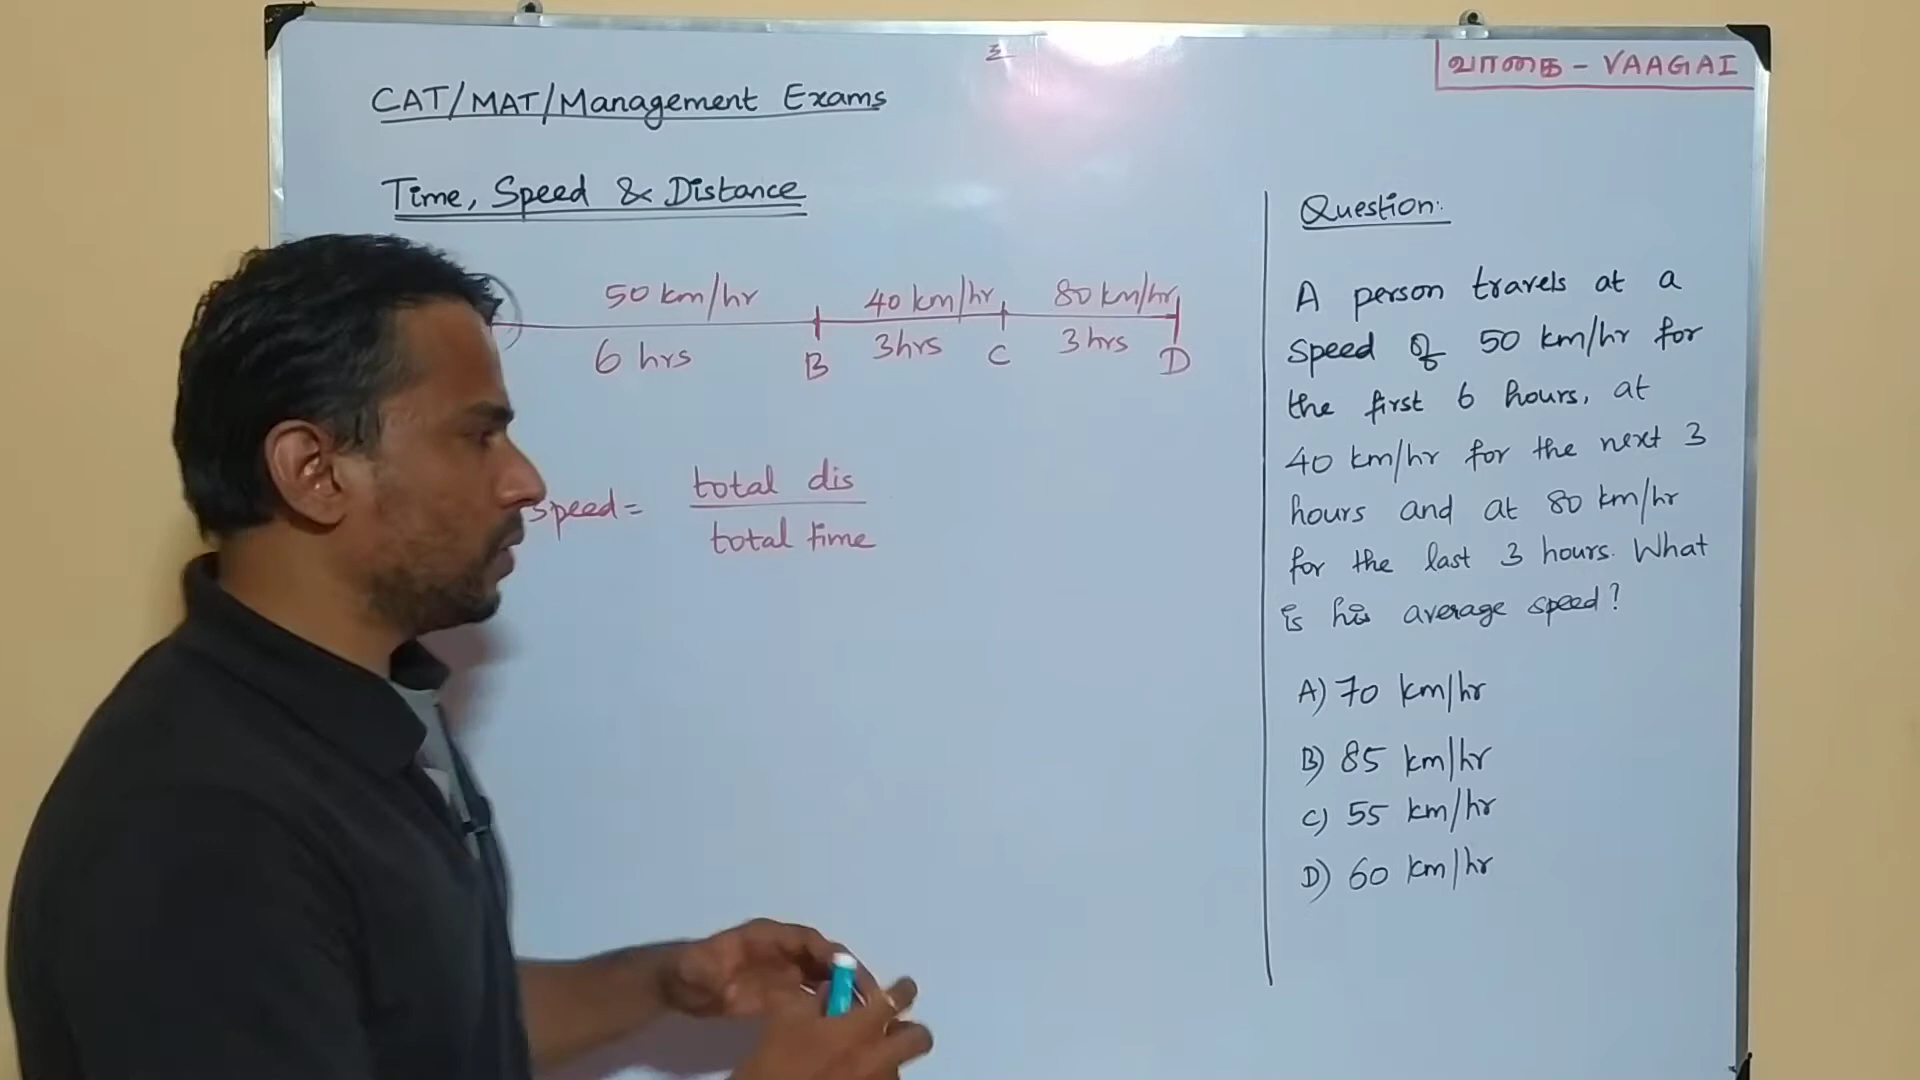 வாகை - VAAGAI
CAT/MAT/Management Exams
Time, Speed & Distance
50 km/hr 40 km/hr 80 km/hr
6 hrs B 3hrs C 3 hrs D
speed = total dis
total time
Question:
A person travels at a
speed of 50 km/hr for
the first 6 hours, at
40 km/hr for the next 3
hours and at 80 km/hr
for the last 3 hours. What
is his average speed?
A) 70 km/hr
B) 85 km/hr
C) 55 km/hr
D) 60 km/hr